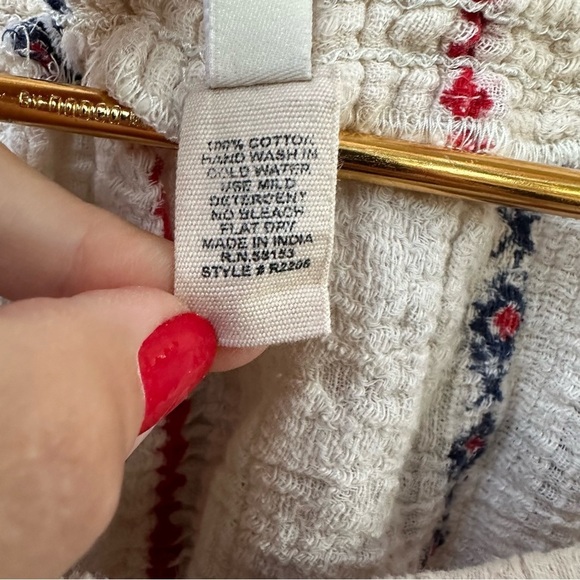 100% COTTON
HAND WASH IN
COLD WATER
USE MILD
DETERGENT
NO BLEACH
FLAT DRY
MADE IN INDIA
R.N. 58153
STYLE # R2206